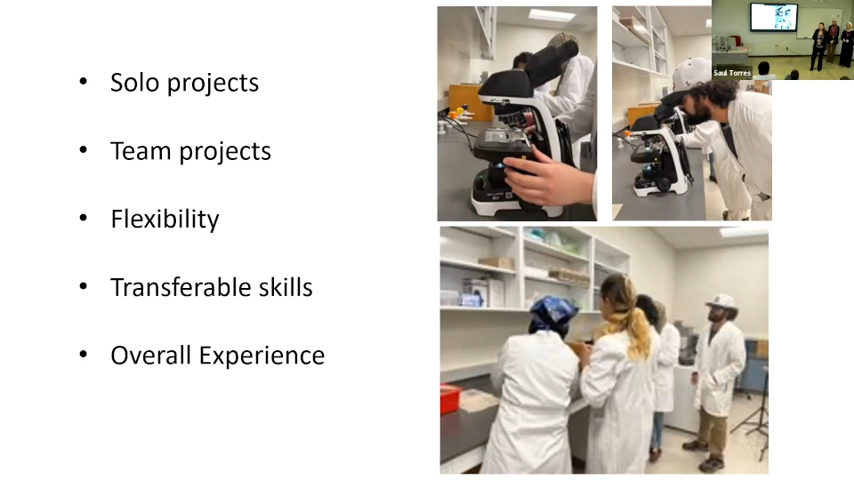 Saul Torres
• Solo projects
• Team projects
• Flexibility
• Transferable skills
• Overall Experience